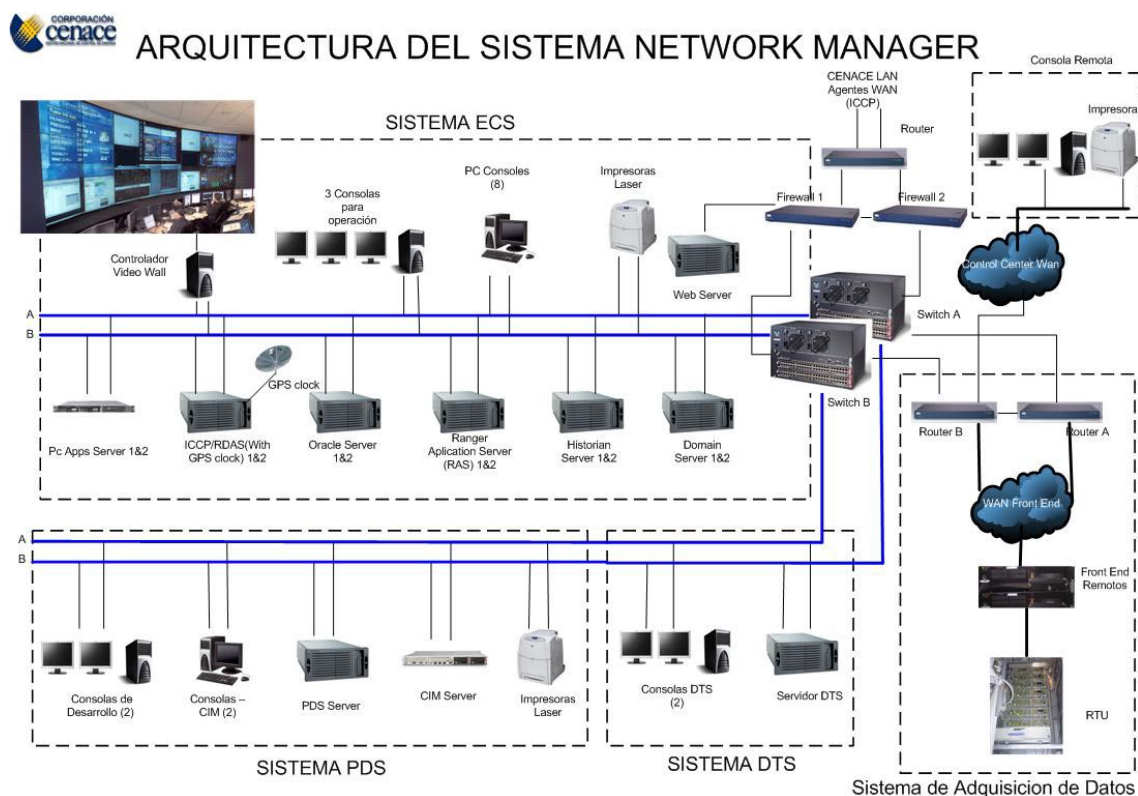 CORPORACIÓN
cenace
ARQUITECTURA DEL SISTEMA NETWORK MANAGER
SISTEMA ECS
CENACE LAN
Agentes WAN
(ICCP)
Router
Consola Remota
Impresora
3 Consolas
para
operación
PC Consoles
(8)
Impresoras
Laser
Firewall 1
Firewall 2
Controlador
Video Wall
Web Server
Control Center Wan
A
B
Switch A
Switch B
GPS clock
Pc Apps Server 1&2
ICCP/RDAS(With
GPS clock) 1&2
Oracle Server
1&2
Ranger
Aplication Server
(RAS) 1&2
Historian
Server 1&2
Domain
Server 1&2
Router B
Router A
WAN Front End
Front End
Remotos
RTU
A
B
Consolas de
Desarrollo (2)
Consolas –
CIM (2)
PDS Server
CIM Server
Impresoras
Laser
Consolas DTS
(2)
Servidor DTS
SISTEMA PDS
SISTEMA DTS
Sistema de Adquisicion de Datos